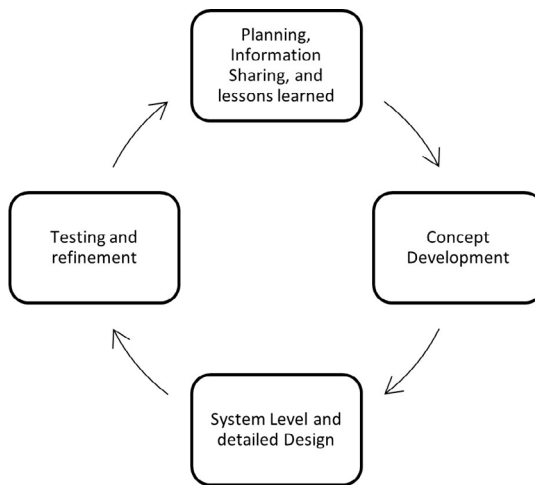 Planning,
Information
Sharing, and
lessons learned
Testing and
refinement
Concept
Development
System Level and
detailed Design